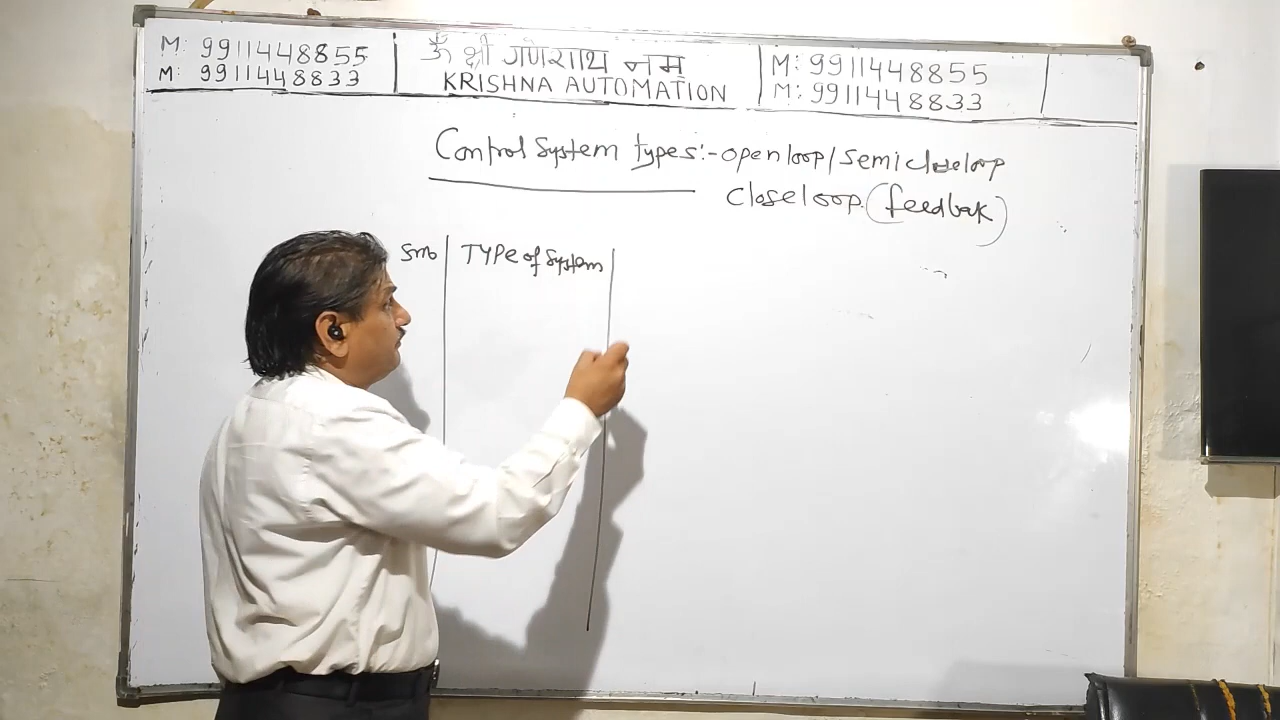 M: 9911448855
M: 9911448833
ॐ श्री गणेशाय नमः
KRISHNA AUTOMATION
M: 9911448855
M: 9911448833
Control System types:- open loop/semi close loop
close loop. (feedbak)
Sno
TYPe of System